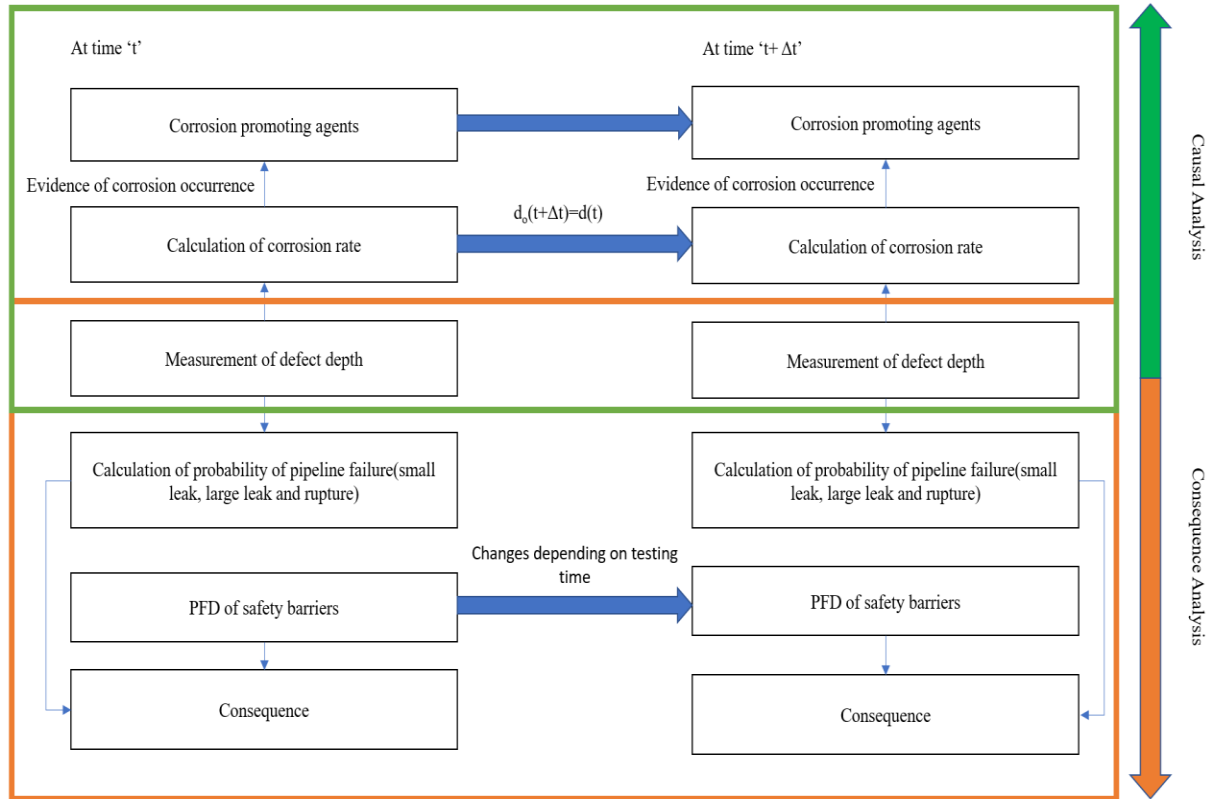 At time ‘t’
At time ‘t+ Δt’
Corrosion promoting agents
Corrosion promoting agents
Evidence of corrosion occurrence
Evidence of corrosion occurrence
d₀(t+Δt)=d(t)
Calculation of corrosion rate
Calculation of corrosion rate
Measurement of defect depth
Measurement of defect depth
Calculation of probability of pipeline failure(small
leak, large leak and rupture)
Calculation of probability of pipeline failure(small
leak, large leak and rupture)
Changes depending on testing
time
PFD of safety barriers
PFD of safety barriers
Consequence
Consequence
Causal Analysis
Consequence Analysis